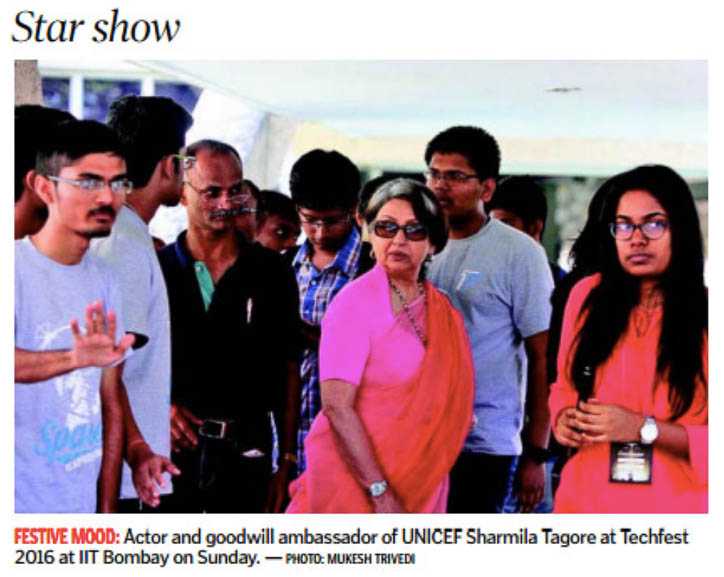 Star show
Spaw
FESTIVE MOOD: Actor and goodwill ambassador of UNICEF Sharmila Tagore at Techfest
2016 at IIT Bombay on Sunday. — PHOTO: MUKESH TRIVEDI